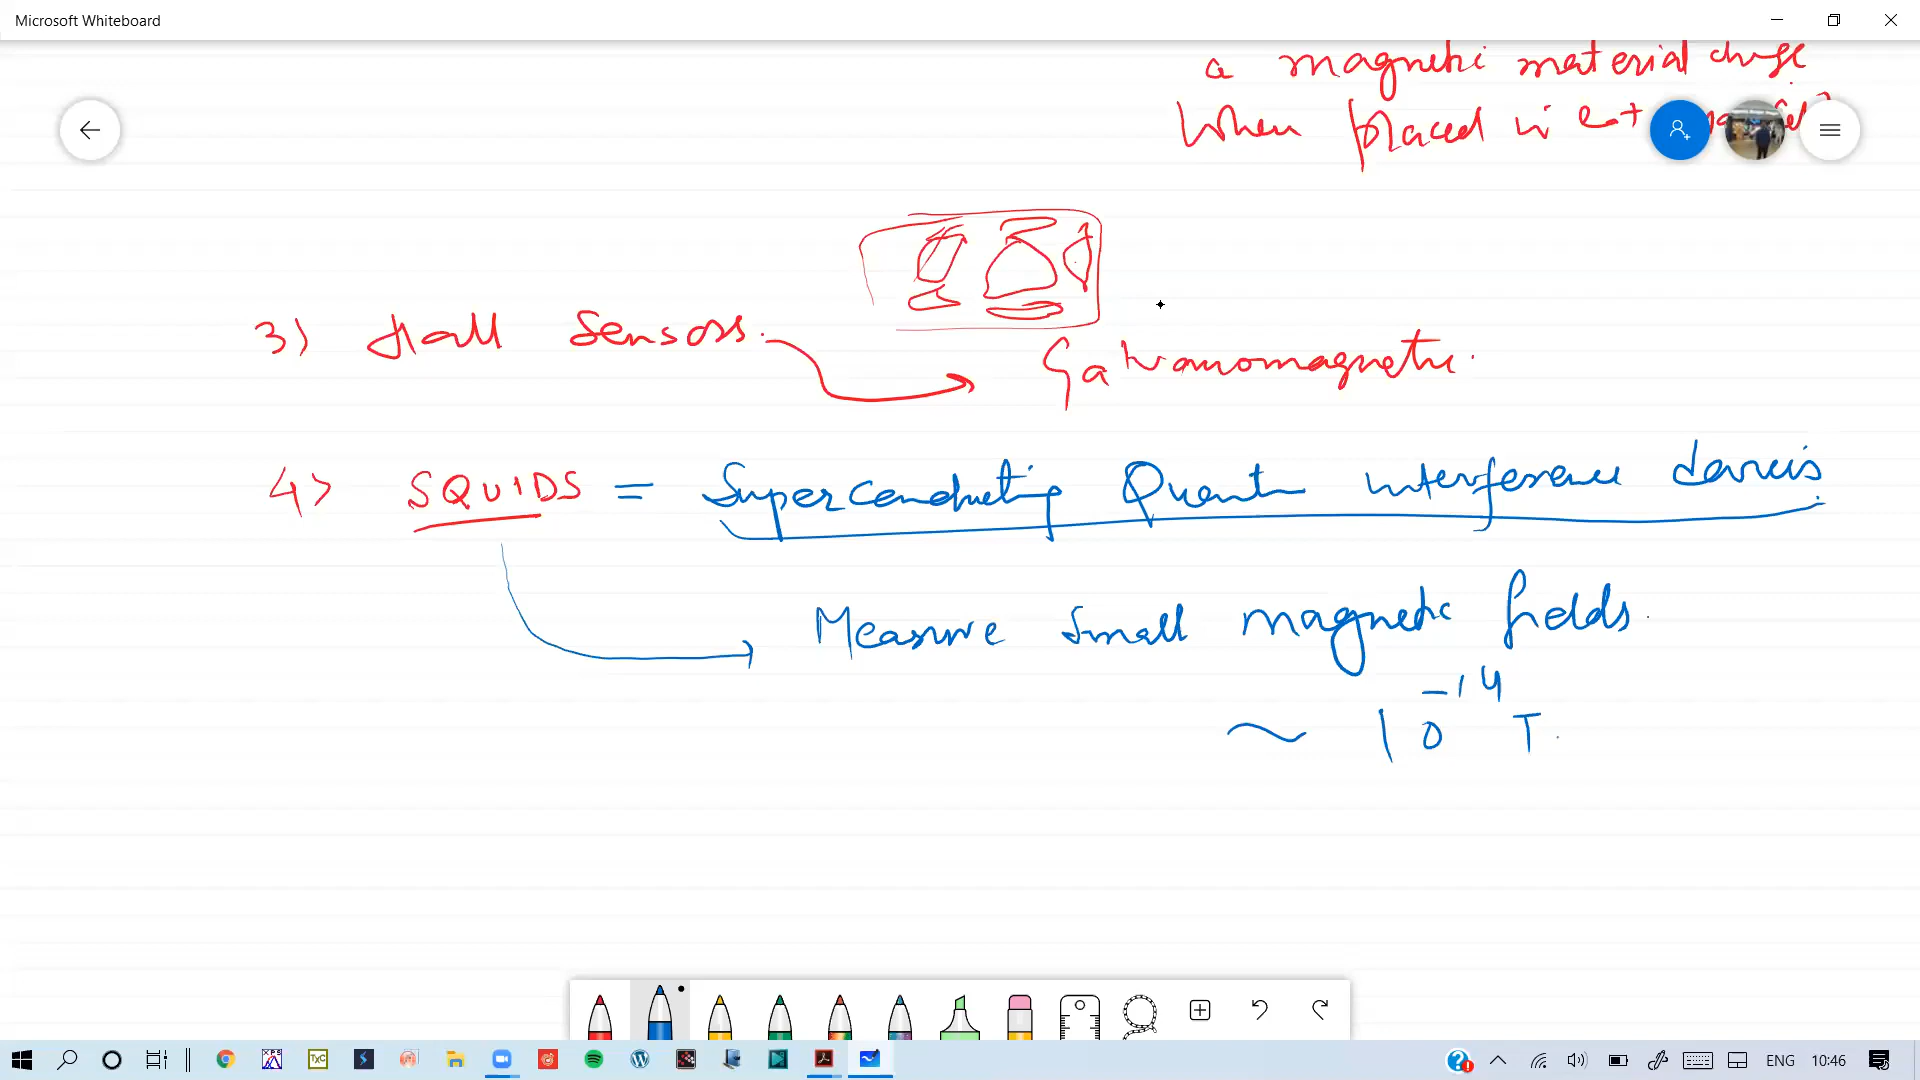 Microsoft Whiteboard
a magnetic material change
When placed in ext
3) Hall Sensors.
Galvanomagnetic.
4) SQUIDS = Superconducting Quantum interference devices
Measure small magnetic fields.
~ 10^-14 T.
ENG 10:46